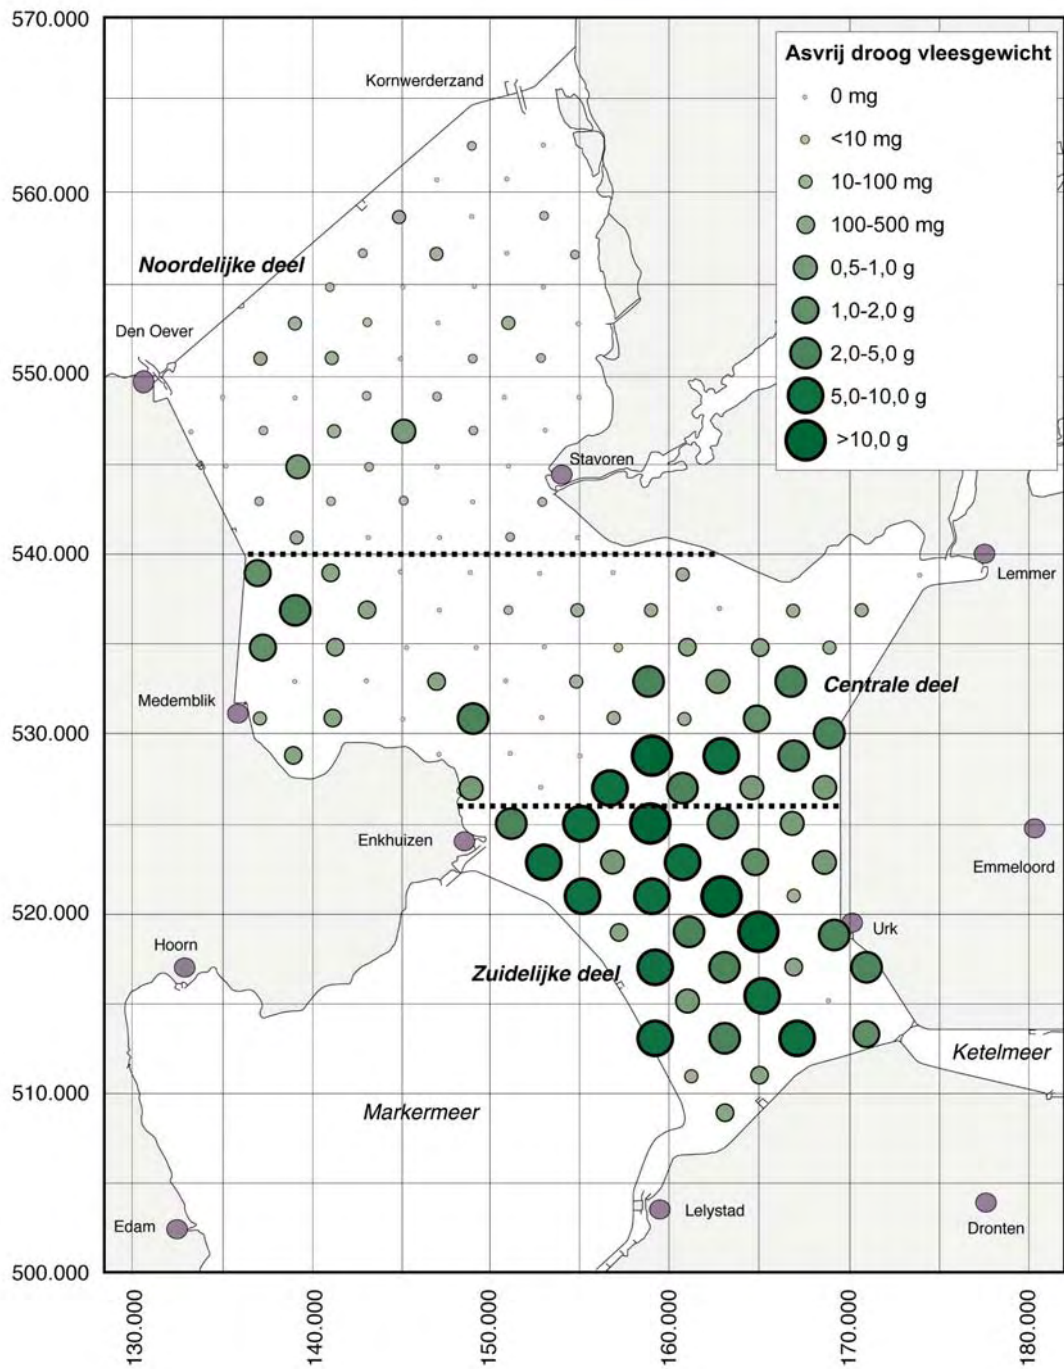 570.000
560.000
550.000
540.000
530.000
520.000
510.000
500.000
Asvrij droog vleesgewicht
0 mg
<10 mg
10-100 mg
100-500 mg
0,5-1,0 g
1,0-2,0 g
2,0-5,0 g
5,0-10,0 g
>10,0 g
Kornwerderzand
Noordelijke deel
Den Oever
Stavoren
Lemmer
Medemblik
Centrale deel
Enkhuizen
Emmeloord
Urk
Hoorn
Zuidelijke deel
Ketelmeer
Markermeer
Edam
Lelystad
Dronten
130.000
140.000
150.000
160.000
170.000
180.000